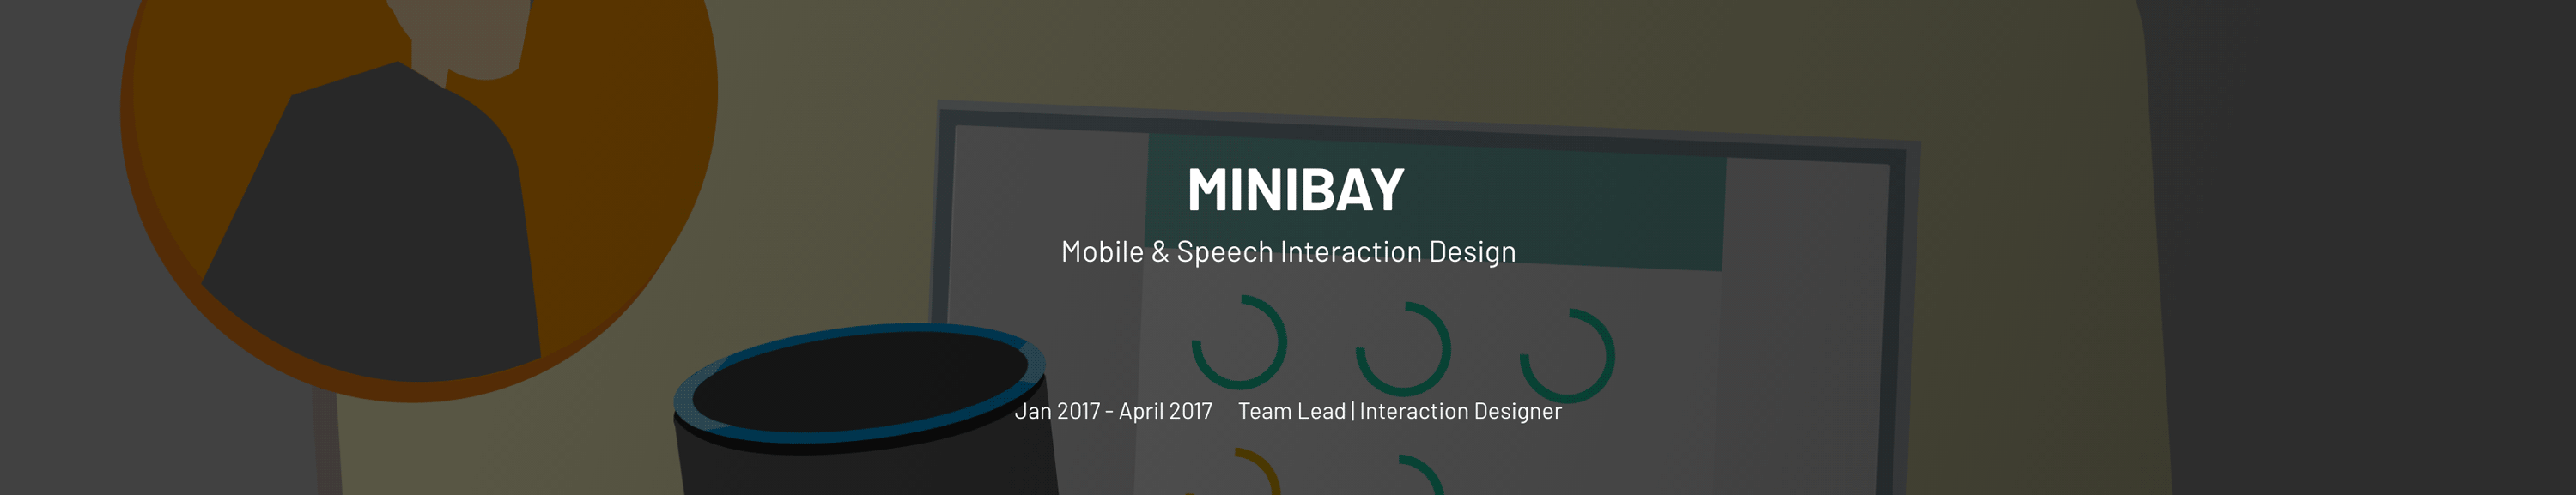 MINIBAY
Mobile & Speech Interaction Design
Jan 2017 - April 2017 Team Lead | Interaction Designer